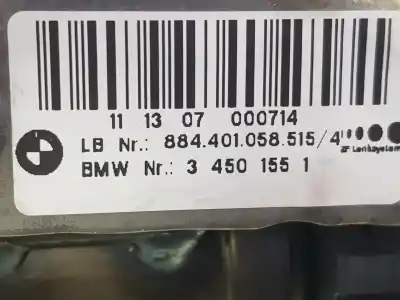 11 13 07 000714
LB Nr.: 884.401.058.515/4
ZF Lenksysteme
BMW Nr.: 3 450 155 1